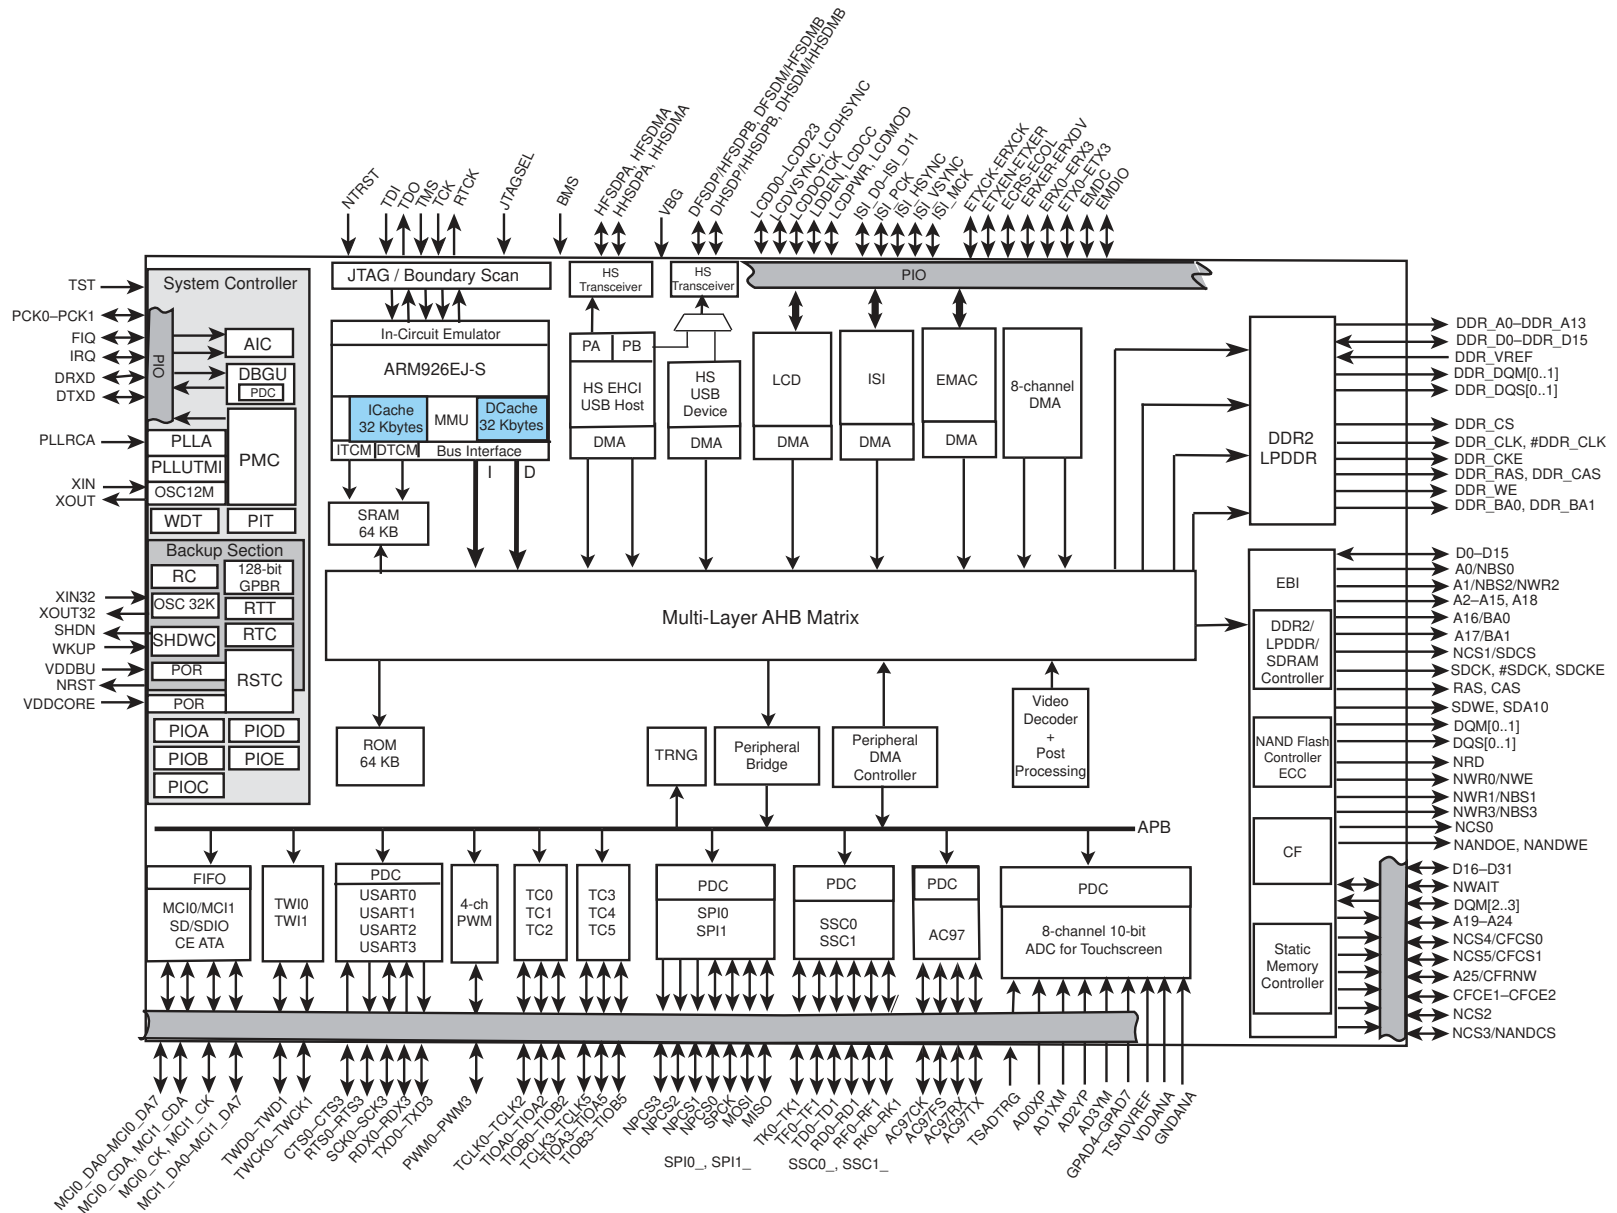 NTRST
TDI
TDO
TMS
TCK
RTCK
JTAGSEL
BMS
HFSDPA, HFSDMA
HHSDPA, HHSDMA
VBG
DFSDP/HFSDPB, DFSDM/HFSDMB
DHSDP/HHSDPB, DHSDM/HHSDMB
LCDD0–LCDD23
LCDVSYNC, LCDHSYNC
LCDDOTCK
LDDEN, LCDCC
LCDPWR, LCDMOD
ISI_D0–ISI_D11
ISI_PCK
ISI_HSYNC
ISI_VSYNC
ISI_MCK
ETXCK-ERXCK
ETXEN-ETXER
ECRS-ECOL
ERXER-ERXDV
ERX0–ERX3
ETX0–ETX3
EMDC
EMDIO
TST
PCK0–PCK1
FIQ
IRQ
DRXD
DTXD
PLLRCA
XIN
XOUT
XIN32
XOUT32
SHDN
WKUP
VDDBU
NRST
VDDCORE
System Controller
PIO
AIC
DBGU
PDC
PLLA
PLLUTMI
OSC12M
PMC
WDT
PIT
Backup Section
RC
128-bit
GPBR
OSC 32K
RTT
SHDWC
RTC
POR
RSTC
POR
PIOA
PIOD
PIOB
PIOE
PIOC
JTAG / Boundary Scan
In-Circuit Emulator
ARM926EJ-S
ICache
32 Kbytes
MMU
DCache
32 Kbytes
ITCM
DTCM
Bus Interface
I
D
SRAM
64 KB
HS
Transceiver
HS
Transceiver
PA
PB
HS EHCI
USB Host
DMA
HS
USB
Device
DMA
PIO
LCD
DMA
ISI
DMA
EMAC
DMA
8-channel
DMA
Multi-Layer AHB Matrix
ROM
64 KB
TRNG
Peripheral
Bridge
Peripheral
DMA
Controller
Video
Decoder
+
Post
Processing
APB
DDR2
LPDDR
DDR_A0–DDR_A13
DDR_D0–DDR_D15
DDR_VREF
DDR_DQM[0..1]
DDR_DQS[0..1]
DDR_CS
DDR_CLK, #DDR_CLK
DDR_CKE
DDR_RAS, DDR_CAS
DDR_WE
DDR_BA0, DDR_BA1
EBI
DDR2/
LPDDR/
SDRAM
Controller
NAND Flash
Controller
ECC
CF
Static
Memory
Controller
D0–D15
A0/NBS0
A1/NBS2/NWR2
A2–A15, A18
A16/BA0
A17/BA1
NCS1/SDCS
SDCK, #SDCK, SDCKE
RAS, CAS
SDWE, SDA10
DQM[0..1]
DQS[0..1]
NRD
NWR0/NWE
NWR1/NBS1
NWR3/NBS3
NCS0
NANDOE, NANDWE
D16–D31
NWAIT
DQM[2..3]
A19–A24
NCS4/CFCS0
NCS5/CFCS1
A25/CFRNW
CFCE1–CFCE2
NCS2
NCS3/NANDCS
FIFO
MCI0/MCI1
SD/SDIO
CE ATA
TWI0
TWI1
PDC
USART0
USART1
USART2
USART3
4-ch
PWM
TC0
TC1
TC2
TC3
TC4
TC5
PDC
SPI0
SPI1
PDC
SSC0
SSC1
PDC
AC97
PDC
8-channel 10-bit
ADC for Touchscreen
MCI0_DA0–MCI0_DA7
MCI0_CDA, MCI1_CDA
MCI0_CK, MCI1_CK
MCI1_DA0–MCI1_DA7
TWD0–TWD1
TWCK0–TWCK1
CTS0–CTS3
RTS0–RTS3
SCK0–SCK3
RDX0–RDX3
TXD0–TXD3
PWM0–PWM3
TCLK0–TCLK2
TIOA0–TIOA2
TIOB0–TIOB2
TCLK3–TCLK5
TIOA3–TIOA5
TIOB3–TIOB5
NPCS3
NPCS2
NPCS1
NPCS0
SPCK
MOSI
MISO
SPI0_, SPI1_
TK0–TK1
TF0–TF1
TD0–TD1
RD0–RD1
RF0–RF1
RK0–RK1
SSC0_, SSC1_
AC97CK
AC97FS
AC97RX
AC97TX
TSADTRG
AD0XP
AD1XM
AD2YP
AD3YM
GPAD4–GPAD7
TSADVREF
VDDANA
GNDANA